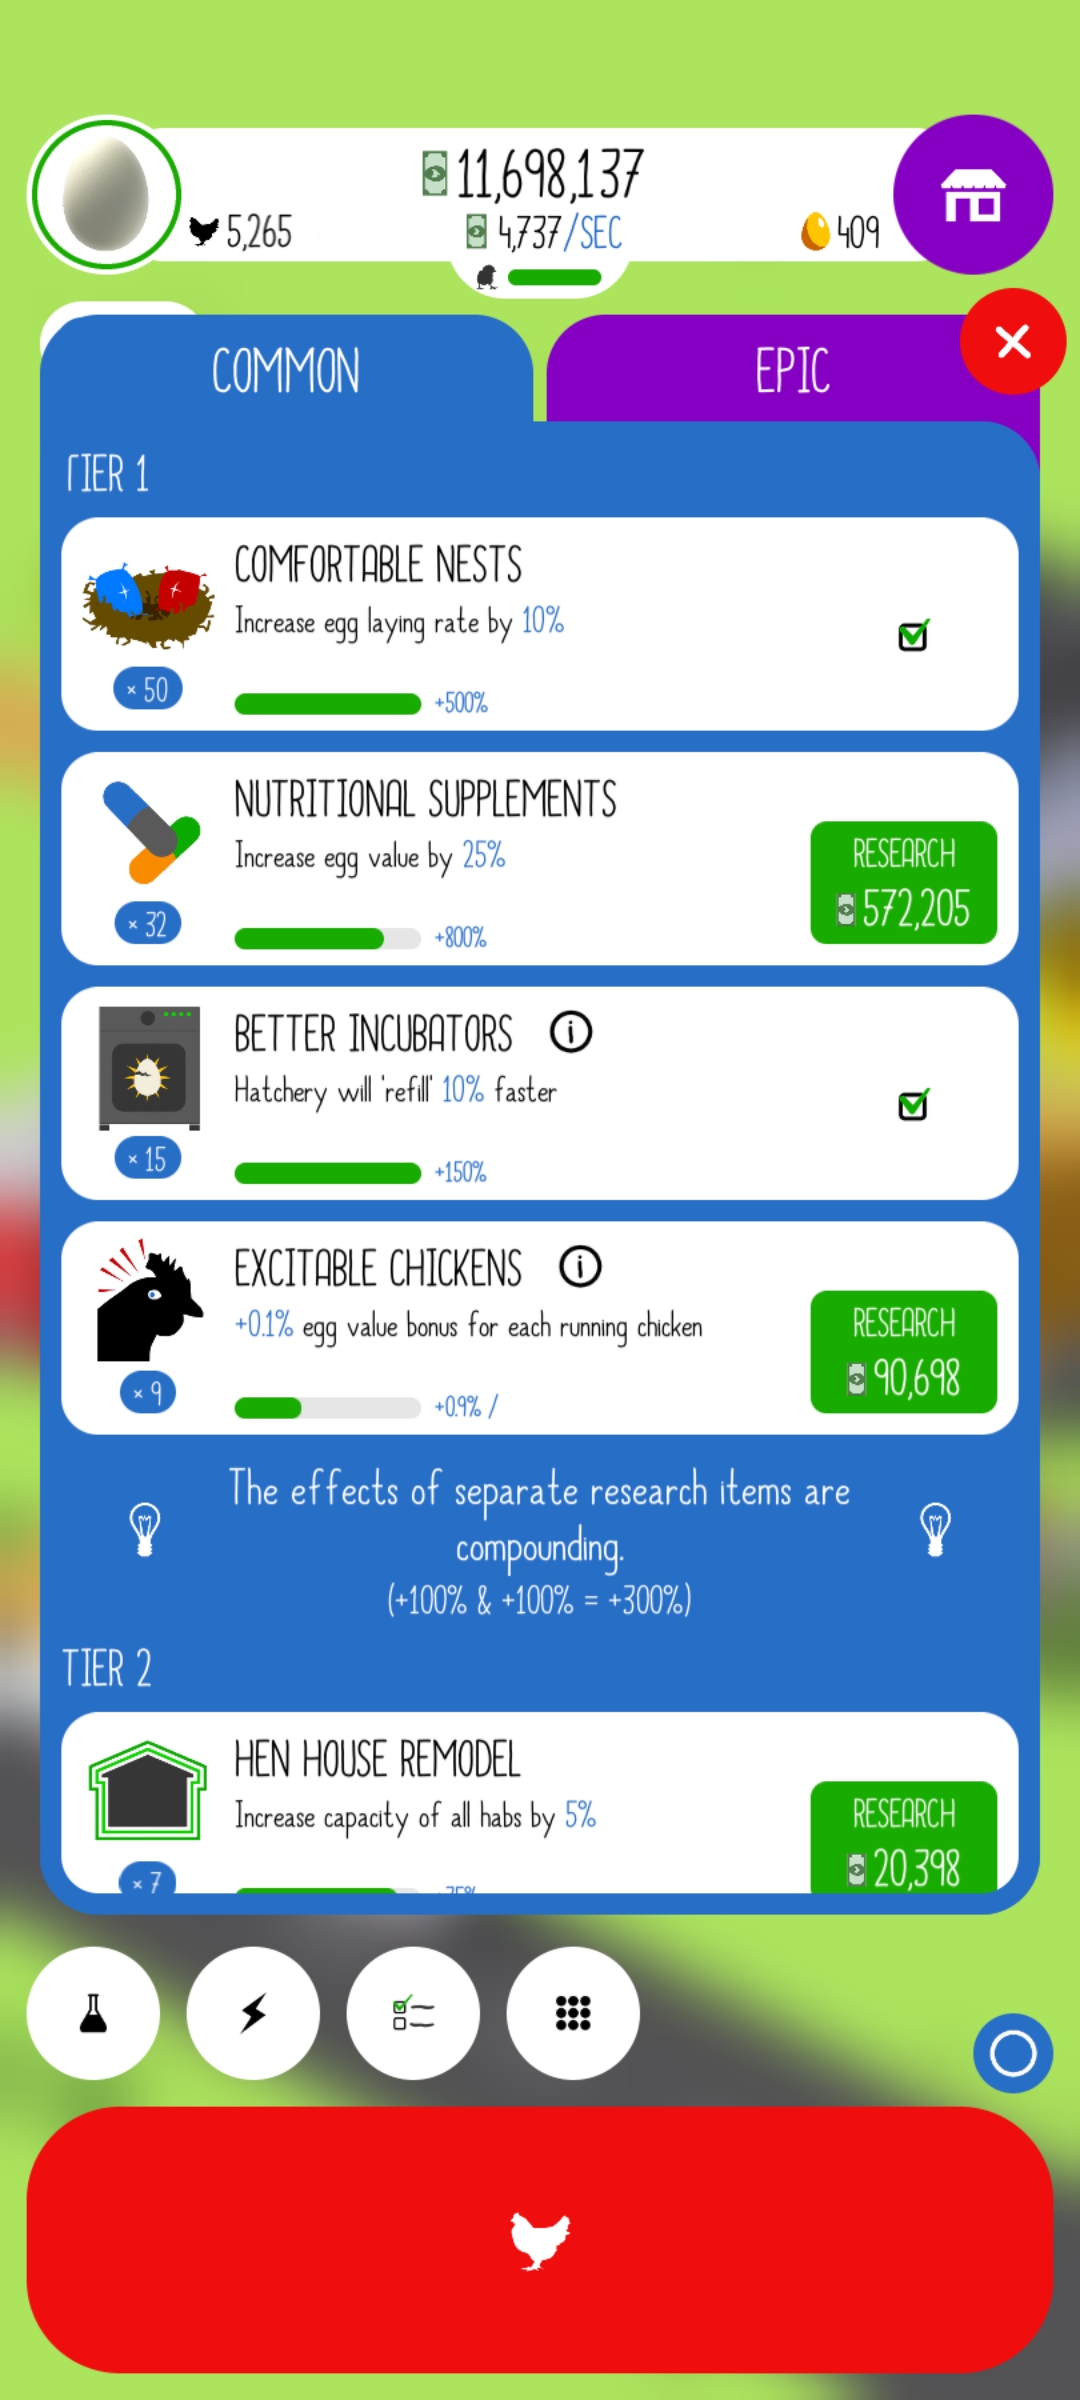 11,698,137
5,265
4,737/SEC
409
COMMON
EPIC
TIER 1
COMFORTABLE NESTS
Increase egg laying rate by 10%
× 50
+500%
NUTRITIONAL SUPPLEMENTS
Increase egg value by 25%
RESEARCH
572,205
× 32
+800%
BETTER INCUBATORS
Hatchery will 'refill' 10% faster
× 15
+150%
EXCITABLE CHICKENS
+0.1% egg value bonus for each running chicken
RESEARCH
90,698
× 9
+0.9% /
The effects of separate research items are
compounding.
(+100% & +100% = +300%)
TIER 2
HEN HOUSE REMODEL
Increase capacity of all habs by 5%
RESEARCH
20,398
× 7